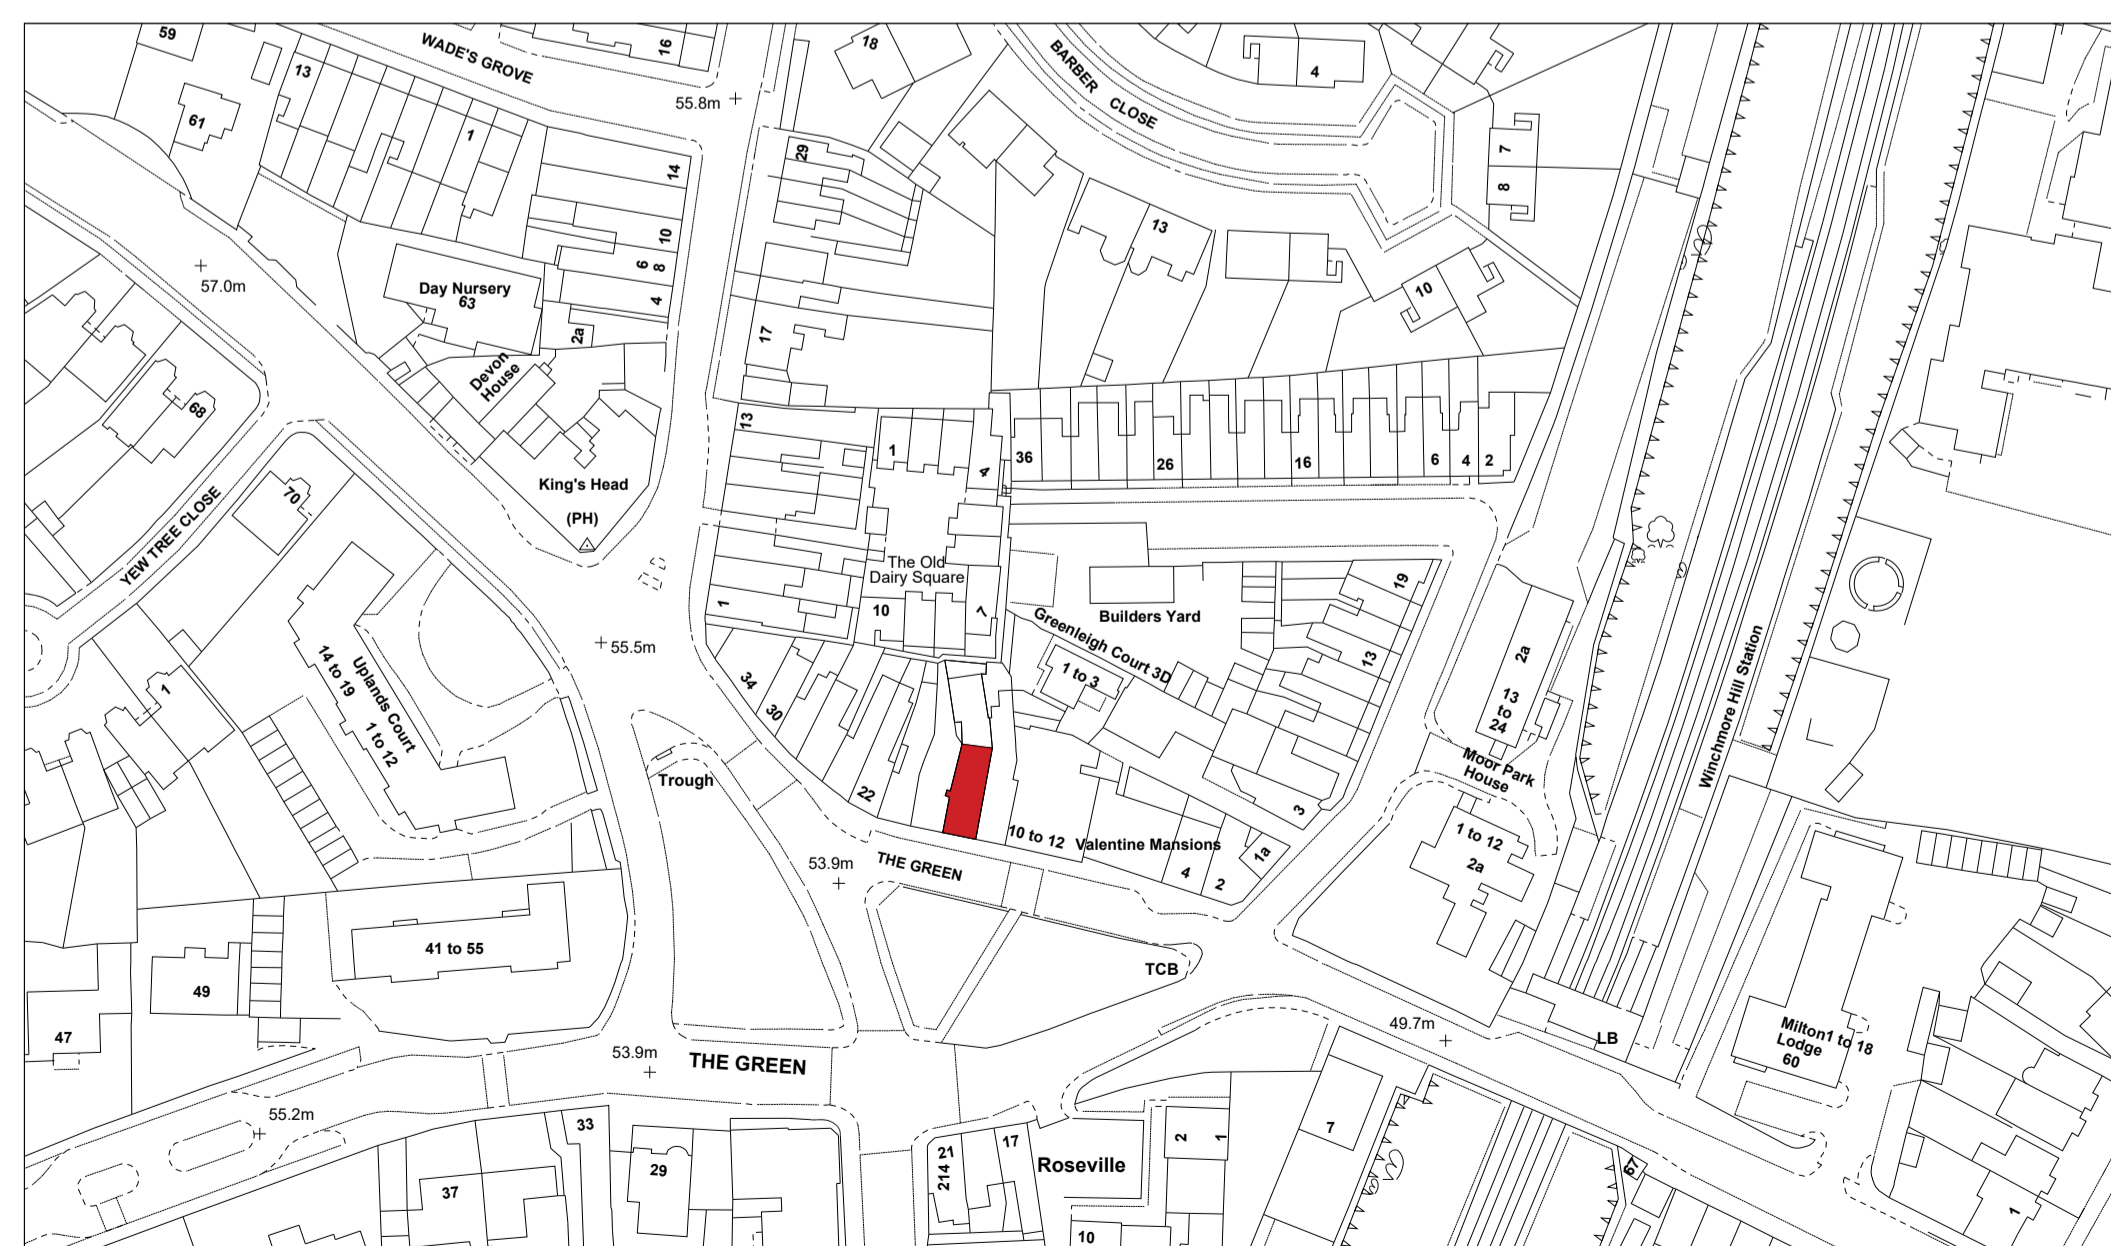 59
16
WADE'S GROVE
18
BARBER CLOSE
4
13
55.8m
61
1
29
14
7
8
13
10
6
8
57.0m
Day Nursery
63
4
10
2a
17
Devon
House
68
13
1
4
36
26
16
6
4
2
King's Head
(PH)
70
YEW TREE CLOSE
The Old
Dairy Square
10
7
1
19
Builders Yard
Greenleigh Court 3D
1 to 3
13
55.5m
14 to 19
Uplands Court
1 to 12
1
34
30
22
2a
13
to
24
Winchmore Hill Station
Moor Park
House
Trough
3
10 to 12
Valentine Mansions
4
2
1a
1 to 12
2a
53.9m
THE GREEN
41 to 55
49
TCB
47
49.7m
LB
Milton1 to 18
Lodge
60
53.9m
THE GREEN
55.2m
33
29
37
21
214
17
Roseville
2
1
7
67
1
10